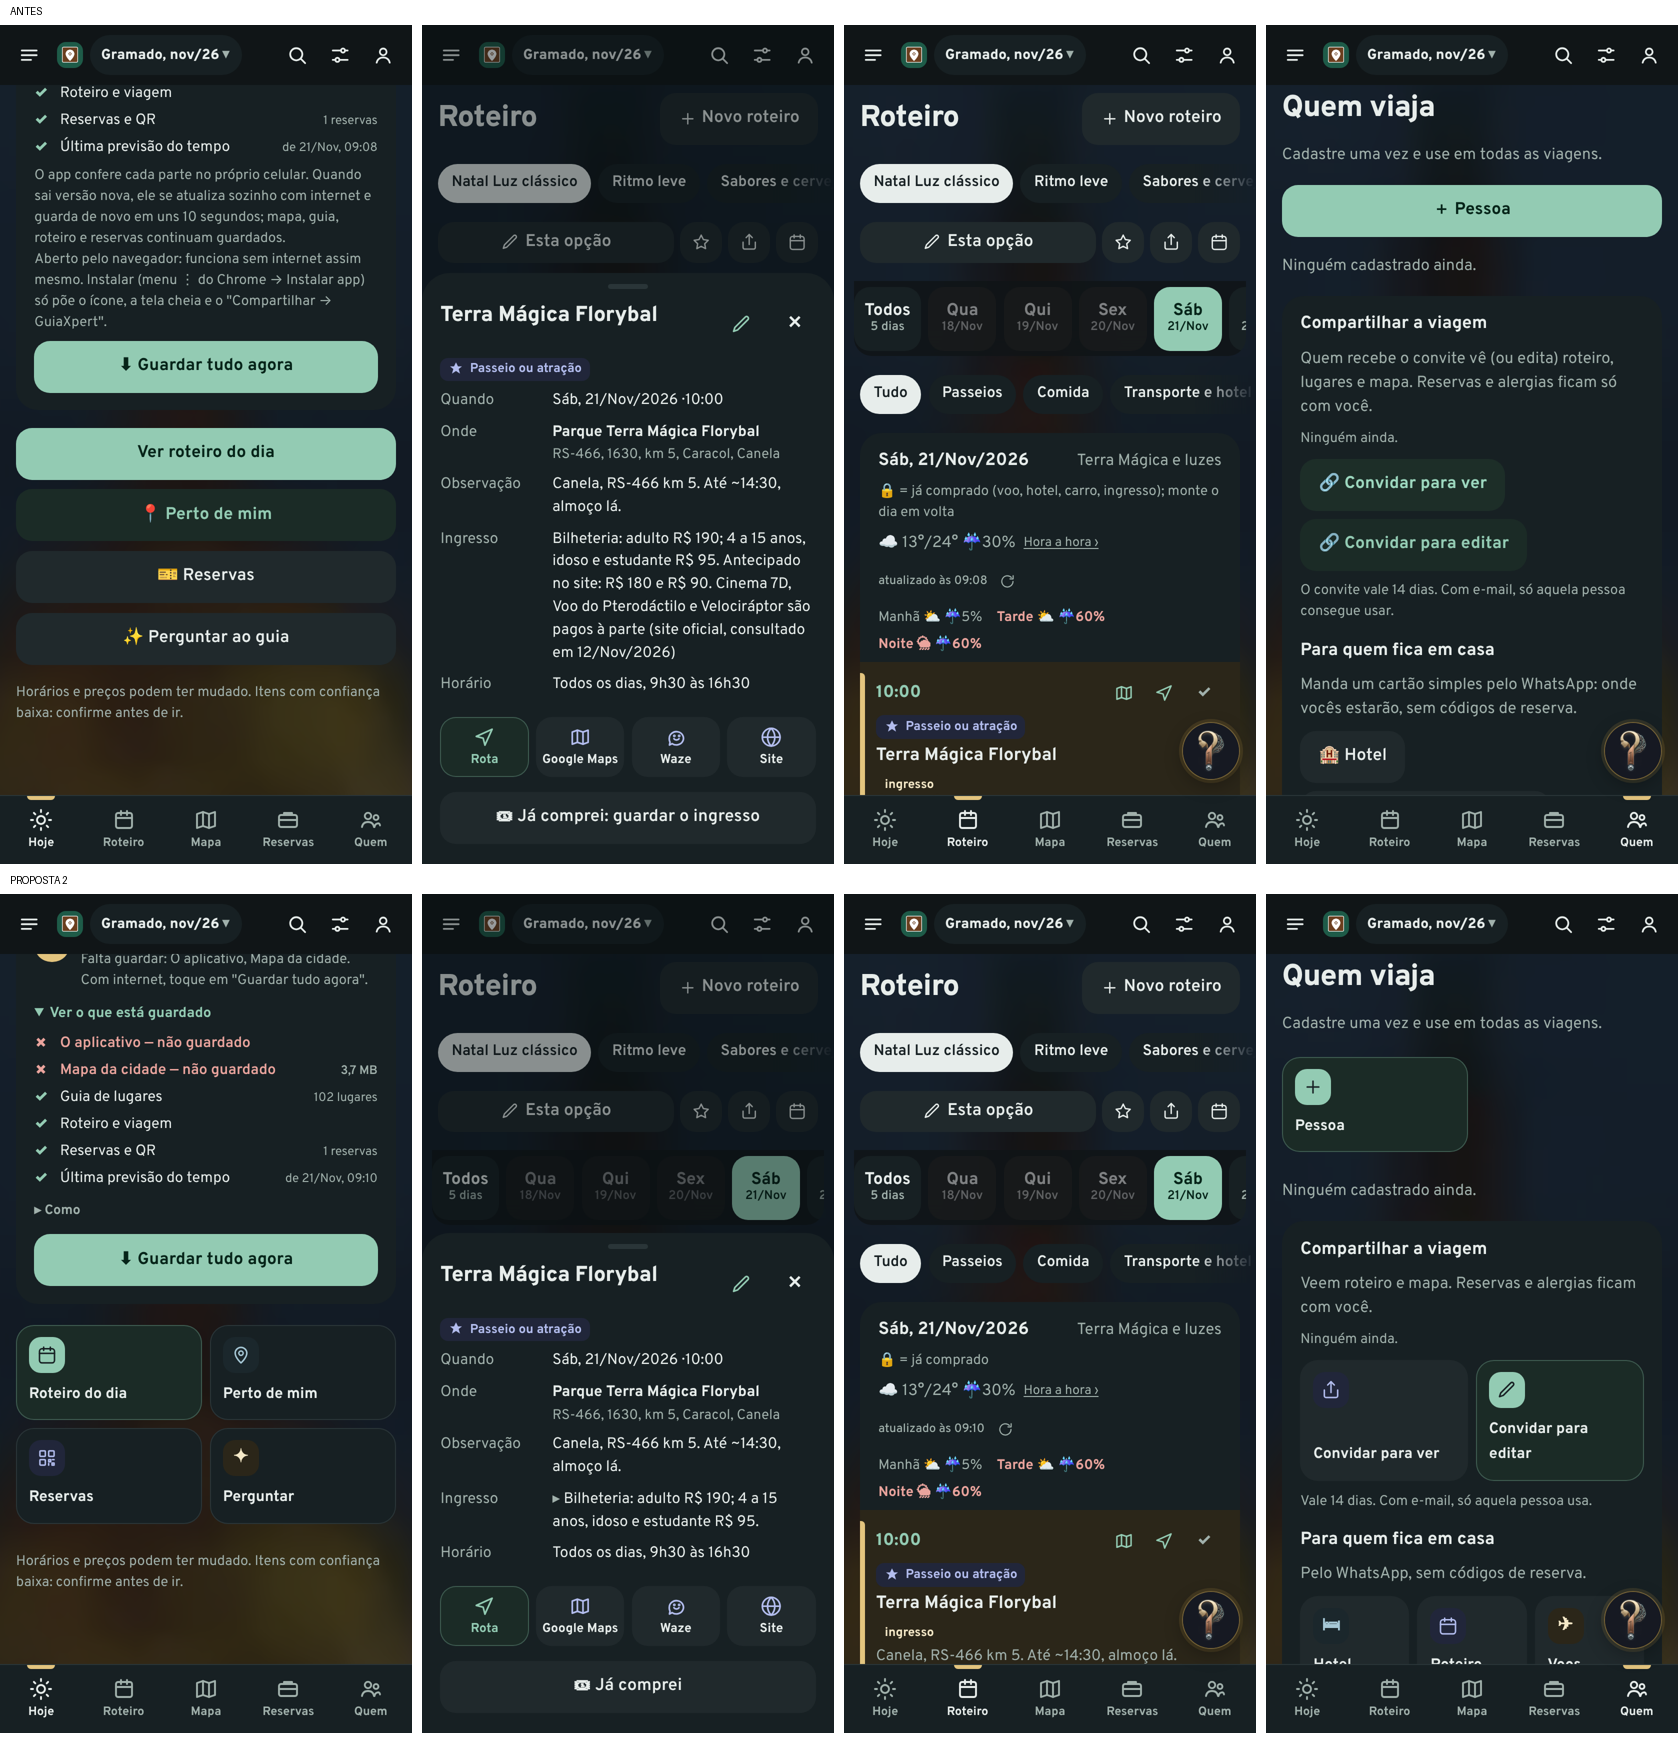 ANTES
Gramado, nov/26 ▾
✔ Roteiro e viagem
✔ Reservas e QR 1 reservas
✔ Última previsão do tempo de 21/Nov, 09:08
O app confere cada parte no próprio celular. Quando
sai versão nova, ele se atualiza sozinho com internet e
guarda de novo em uns 10 segundos; mapa, guia,
roteiro e reservas continuam guardados.
Aberto pelo navegador: funciona sem internet assim
mesmo. Instalar (menu ⋮ do Chrome → Instalar app)
só põe o ícone, a tela cheia e o "Compartilhar →
GuiaXpert".
⬇ Guardar tudo agora
Ver roteiro do dia
📍 Perto de mim
🎫 Reservas
✨ Perguntar ao guia
Horários e preços podem ter mudado. Itens com confiança
baixa: confirme antes de ir.
Hoje Roteiro Mapa Reservas Quem
Gramado, nov/26 ▾
Roteiro
+ Novo roteiro
Natal Luz clássico Ritmo leve Sabores e cerve
Esta opção
Terra Mágica Florybal ✕
★ Passeio ou atração
Quando Sáb, 21/Nov/2026 ·10:00
Onde Parque Terra Mágica Florybal
RS-466, 1630, km 5, Caracol, Canela
Observação Canela, RS-466 km 5. Até ~14:30,
almoço lá.
Ingresso Bilheteria: adulto R$ 190; 4 a 15 anos,
idoso e estudante R$ 95. Antecipado
no site: R$ 180 e R$ 90. Cinema 7D,
Voo do Pterodáctilo e Velociráptor são
pagos à parte (site oficial, consultado
em 12/Nov/2026)
Horário Todos os dias, 9h30 às 16h30
Rota Google Maps Waze Site
🎟 Já comprei: guardar o ingresso
Gramado, nov/26 ▾
Roteiro
+ Novo roteiro
Natal Luz clássico Ritmo leve Sabores e cerve
Esta opção
Todos Qua Qui Sex Sáb
5 dias 18/Nov 19/Nov 20/Nov 21/Nov 2
Tudo Passeios Comida Transporte e hotel
Sáb, 21/Nov/2026 Terra Mágica e luzes
🔒 = já comprado (voo, hotel, carro, ingresso); monte o
dia em volta
☁ 13°/24° ☔30% Hora a hora ›
atualizado às 09:08
Manhã ⛅ ☔5% Tarde ⛅ ☔60%
Noite 🌦 ☔60%
10:00
★ Passeio ou atração
Terra Mágica Florybal
ingresso
Hoje Roteiro Mapa Reservas Quem
Gramado, nov/26 ▾
Quem viaja
Cadastre uma vez e use em todas as viagens.
+ Pessoa
Ninguém cadastrado ainda.
Compartilhar a viagem
Quem recebe o convite vê (ou edita) roteiro,
lugares e mapa. Reservas e alergias ficam só
com você.
Ninguém ainda.
🔗 Convidar para ver
🔗 Convidar para editar
O convite vale 14 dias. Com e-mail, só aquela pessoa
consegue usar.
Para quem fica em casa
Manda um cartão simples pelo WhatsApp: onde
vocês estarão, sem códigos de reserva.
🏨 Hotel
Hoje Roteiro Mapa Reservas Quem
PROPOSTA 2
Gramado, nov/26 ▾
Falta guardar: O aplicativo, Mapa da cidade.
Com internet, toque em "Guardar tudo agora".
▼ Ver o que está guardado
✖ O aplicativo — não guardado
✖ Mapa da cidade — não guardado 3,7 MB
✔ Guia de lugares 102 lugares
✔ Roteiro e viagem
✔ Reservas e QR 1 reservas
✔ Última previsão do tempo de 21/Nov, 09:10
▸ Como
⬇ Guardar tudo agora
Roteiro do dia Perto de mim
Reservas Perguntar
Horários e preços podem ter mudado. Itens com confiança
baixa: confirme antes de ir.
Hoje Roteiro Mapa Reservas Quem
Gramado, nov/26 ▾
Roteiro
+ Novo roteiro
Natal Luz clássico Ritmo leve Sabores e cerve
Esta opção
Todos Qua Qui Sex Sáb
5 dias 18/Nov 19/Nov 20/Nov 21/Nov 2
Terra Mágica Florybal ✕
★ Passeio ou atração
Quando Sáb, 21/Nov/2026 ·10:00
Onde Parque Terra Mágica Florybal
RS-466, 1630, km 5, Caracol, Canela
Observação Canela, RS-466 km 5. Até ~14:30,
almoço lá.
Ingresso ▸ Bilheteria: adulto R$ 190; 4 a 15
anos, idoso e estudante R$ 95.
Horário Todos os dias, 9h30 às 16h30
Rota Google Maps Waze Site
🎟 Já comprei
Gramado, nov/26 ▾
Roteiro
+ Novo roteiro
Natal Luz clássico Ritmo leve Sabores e cerve
Esta opção
Todos Qua Qui Sex Sáb
5 dias 18/Nov 19/Nov 20/Nov 21/Nov 2
Tudo Passeios Comida Transporte e hotel
Sáb, 21/Nov/2026 Terra Mágica e luzes
🔒 = já comprado
☁ 13°/24° ☔30% Hora a hora ›
atualizado às 09:10
Manhã ⛅ ☔5% Tarde ⛅ ☔60%
Noite 🌦 ☔60%
10:00
★ Passeio ou atração
Terra Mágica Florybal
ingresso
Canela, RS-466 km 5. Até ~14:30, almoço lá.
Hoje Roteiro Mapa Reservas Quem
Gramado, nov/26 ▾
Quem viaja
Cadastre uma vez e use em todas as viagens.
Pessoa
Ninguém cadastrado ainda.
Compartilhar a viagem
Veem roteiro e mapa. Reservas e alergias ficam
com você.
Ninguém ainda.
Convidar para ver
Convidar para
editar
Vale 14 dias. Com e-mail, só aquela pessoa usa.
Para quem fica em casa
Pelo WhatsApp, sem códigos de reserva.
Hotel Roteiro Voos
Hoje Roteiro Mapa Reservas Quem